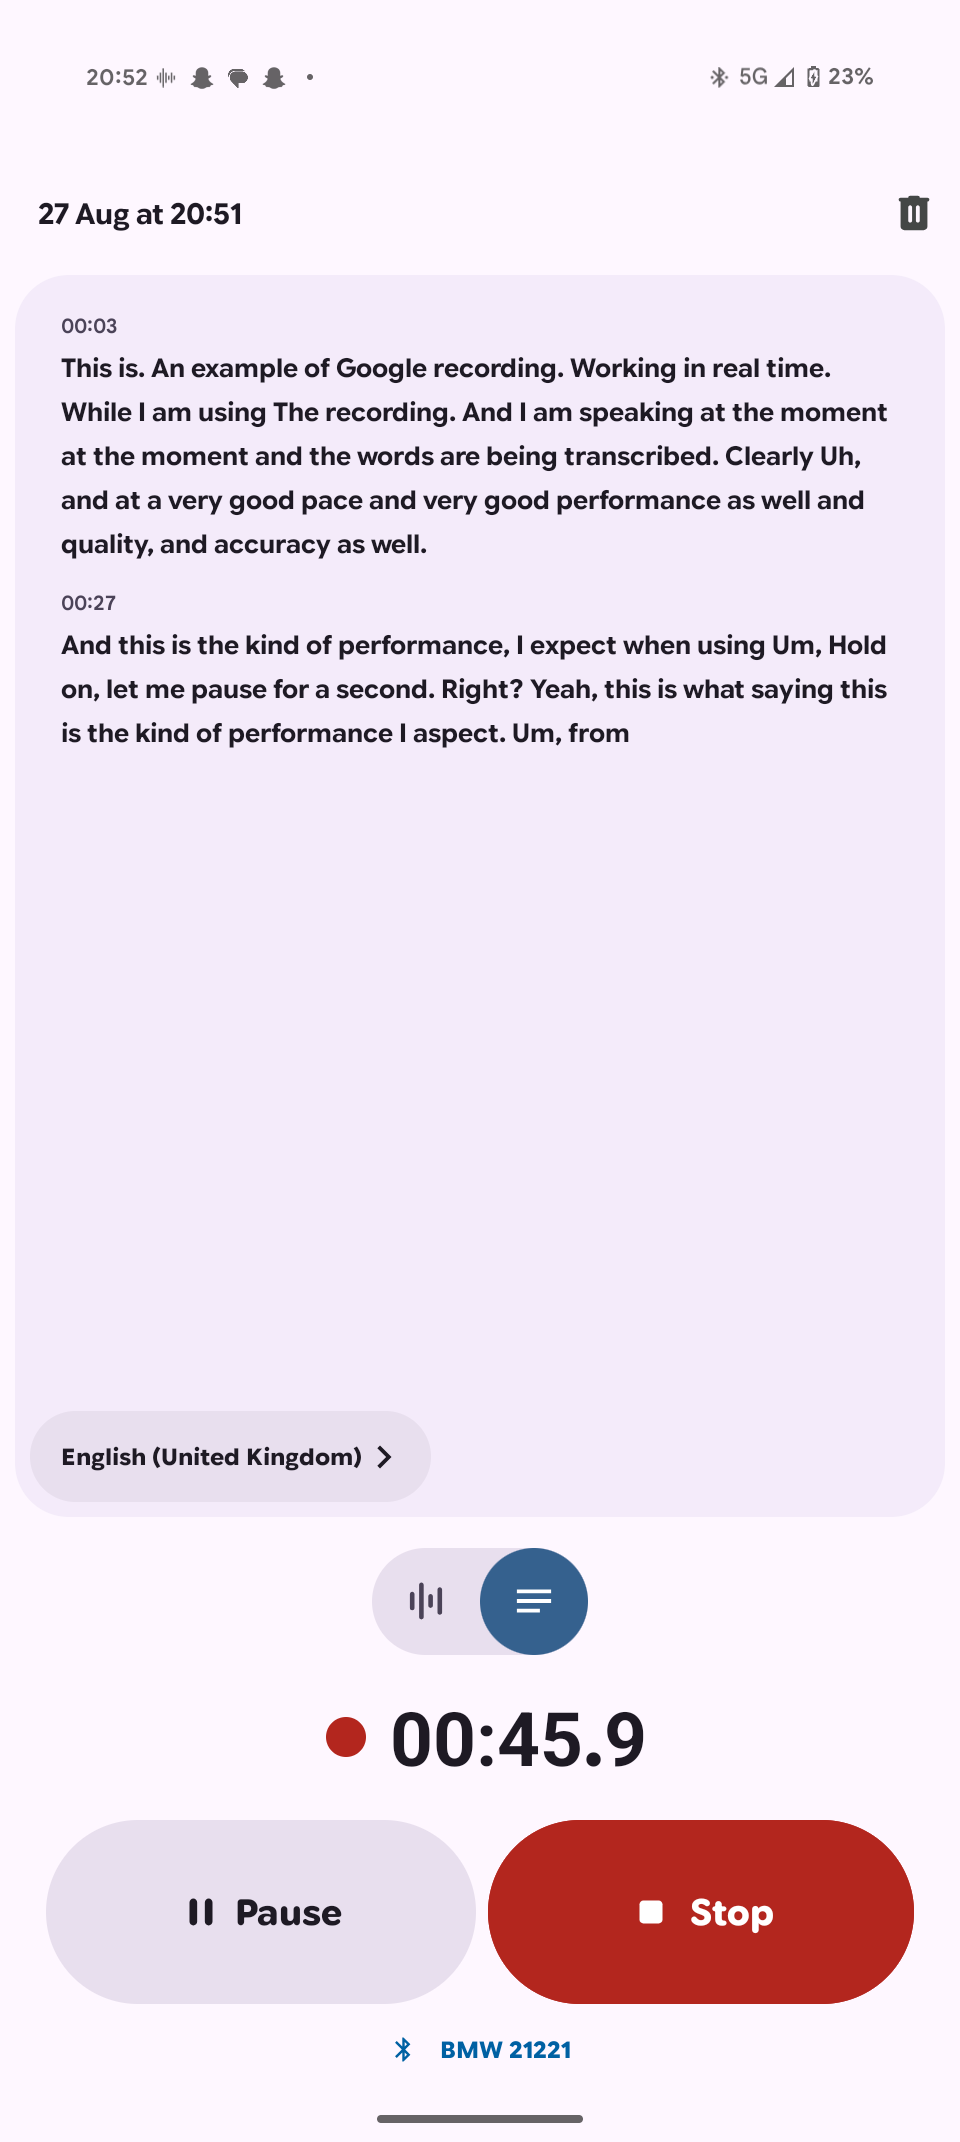 20:52
5G
23%
27 Aug at 20:51
00:03
This is. An example of Google recording. Working in real time.
While I am using The recording. And I am speaking at the moment
at the moment and the words are being transcribed. Clearly Uh,
and at a very good pace and very good performance as well and
quality, and accuracy as well.
00:27
And this is the kind of performance, I expect when using Um, Hold
on, let me pause for a second. Right? Yeah, this is what saying this
is the kind of performance I aspect. Um, from
English (United Kingdom)
00:45.9
Pause
Stop
BMW 21221